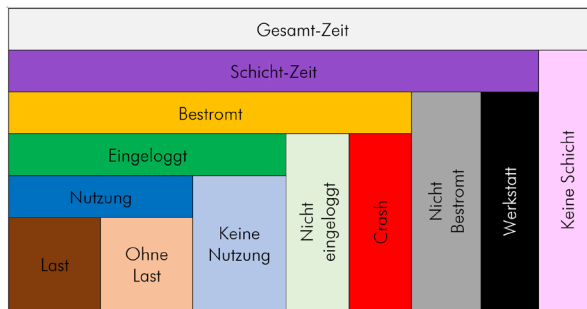 Gesamt-Zeit
Schicht-Zeit
Bestromt
Eingeloggt
Nutzung
Last
Ohne
Last
Keine
Nutzung
Nicht
eingeloggt
Crash
Nicht
Bestromt
Werkstatt
Keine Schicht